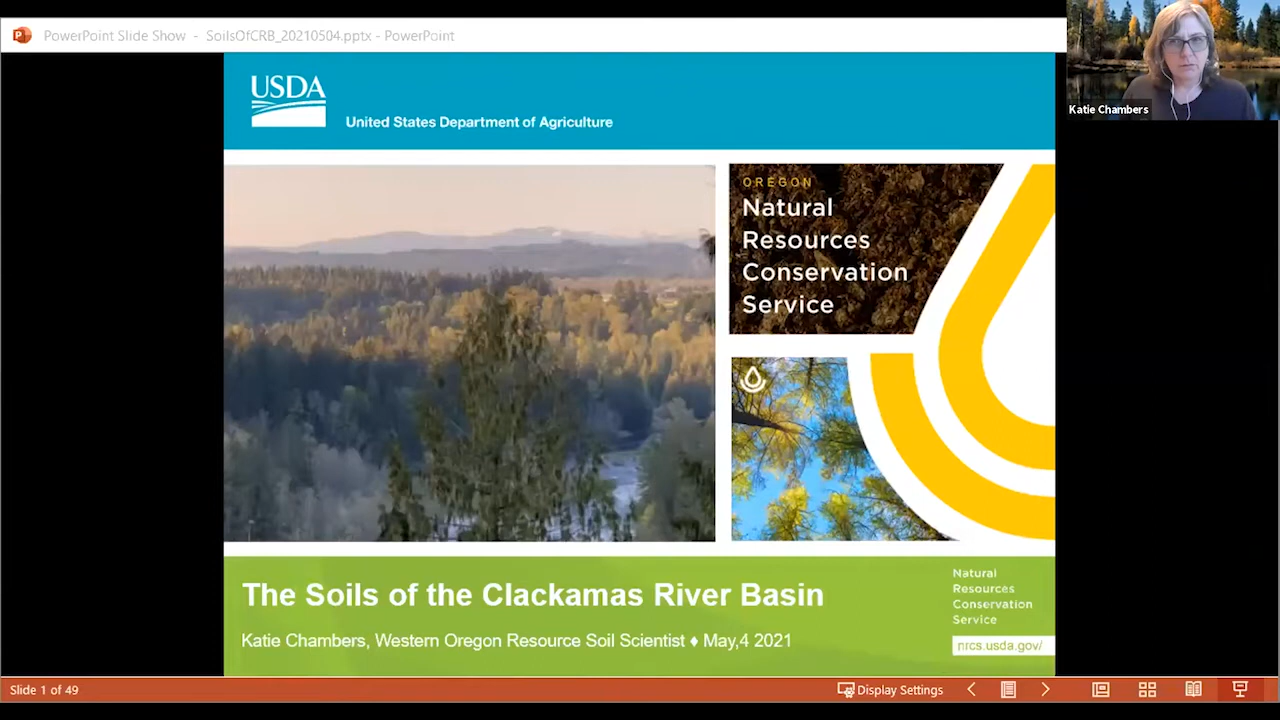 PowerPoint Slide Show - SoilsOfCRB_20210504.pptx - PowerPoint
Katie Chambers
USDA
United States Department of Agriculture
OREGON
Natural
Resources
Conservation
Service
The Soils of the Clackamas River Basin
Katie Chambers, Western Oregon Resource Soil Scientist ♦ May,4 2021
Natural
Resources
Conservation
Service
nrcs.usda.gov/
Slide 1 of 49
Display Settings